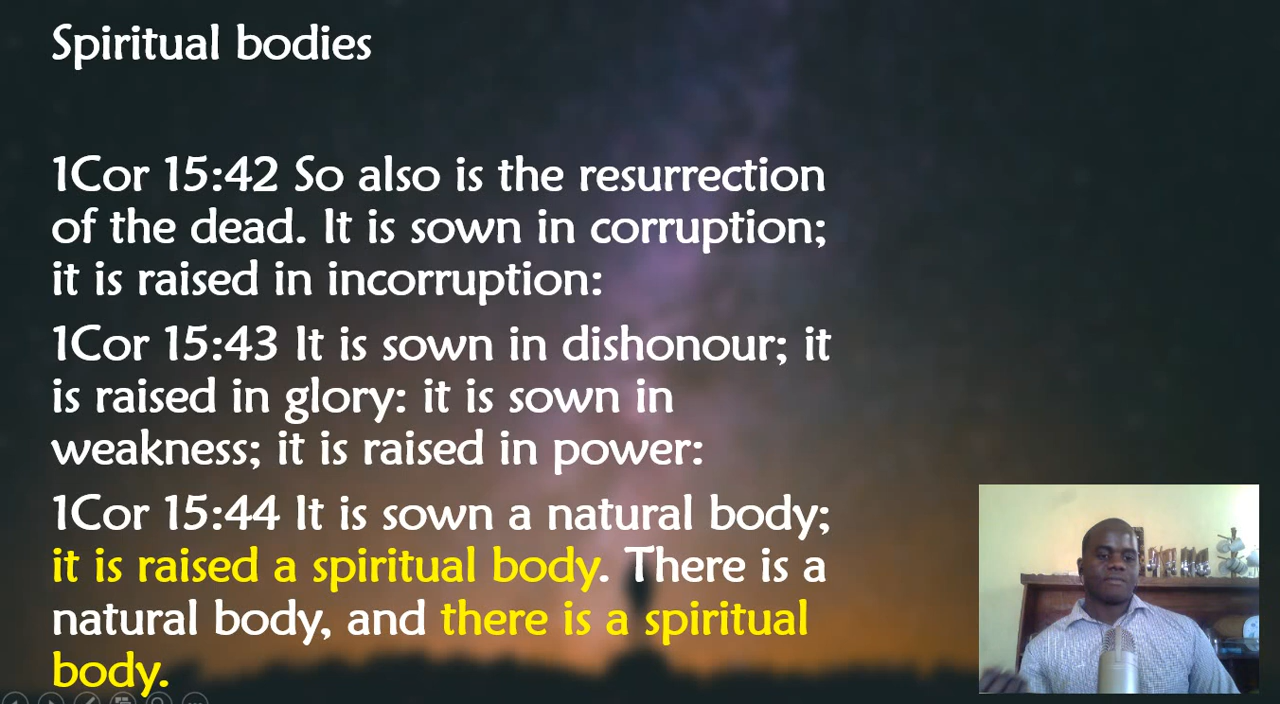 Spiritual bodies
1Cor 15:42 So also is the resurrection
of the dead. It is sown in corruption;
it is raised in incorruption:
1Cor 15:43 It is sown in dishonour; it
is raised in glory: it is sown in
weakness; it is raised in power:
1Cor 15:44 It is sown a natural body;
it is raised a spiritual body. There is a
natural body, and there is a spiritual
body.